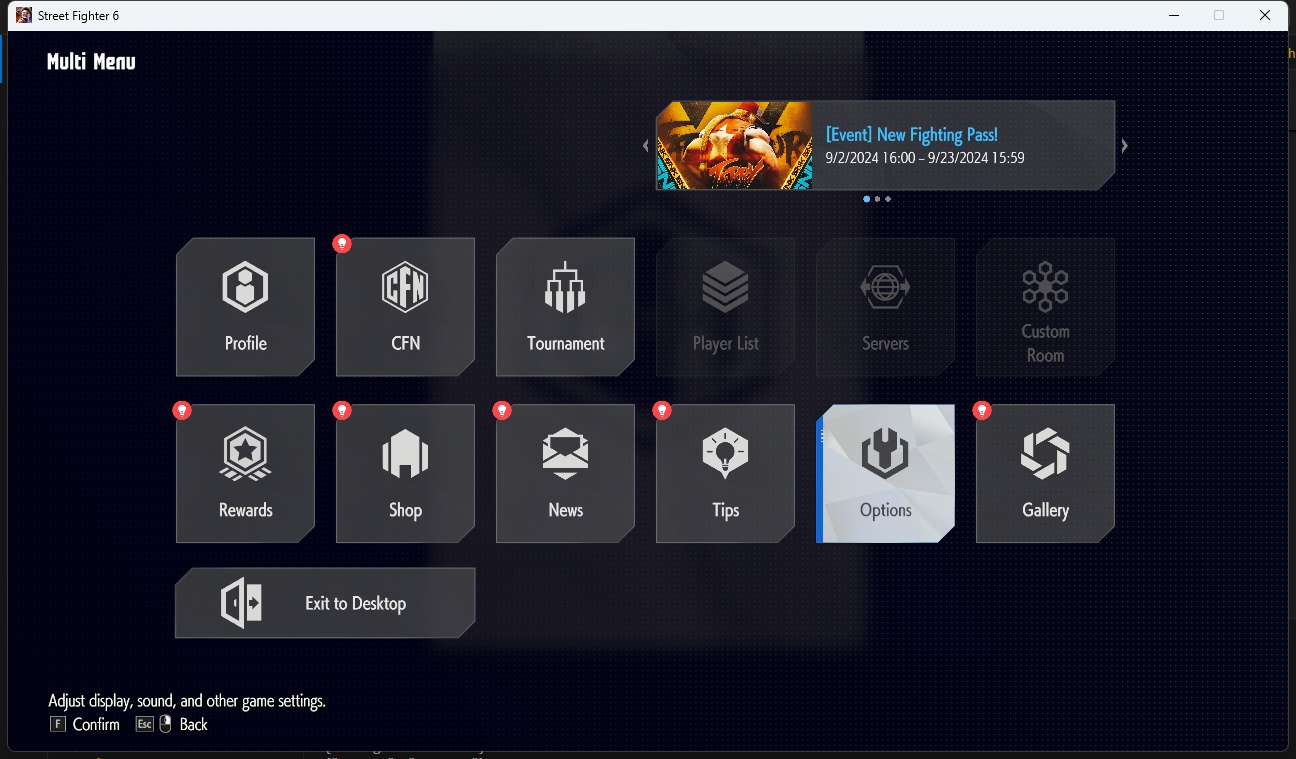 Street Fighter 6
Multi Menu
[Event] New Fighting Pass!
9/2/2024 16:00 – 9/23/2024 15:59
TERRY
Profile
CFN
CFN
Tournament
Player List
Servers
Custom
Room
Rewards
Shop
News
Tips
Options
Gallery
Exit to Desktop
Adjust display, sound, and other game settings.
F Confirm Esc Back